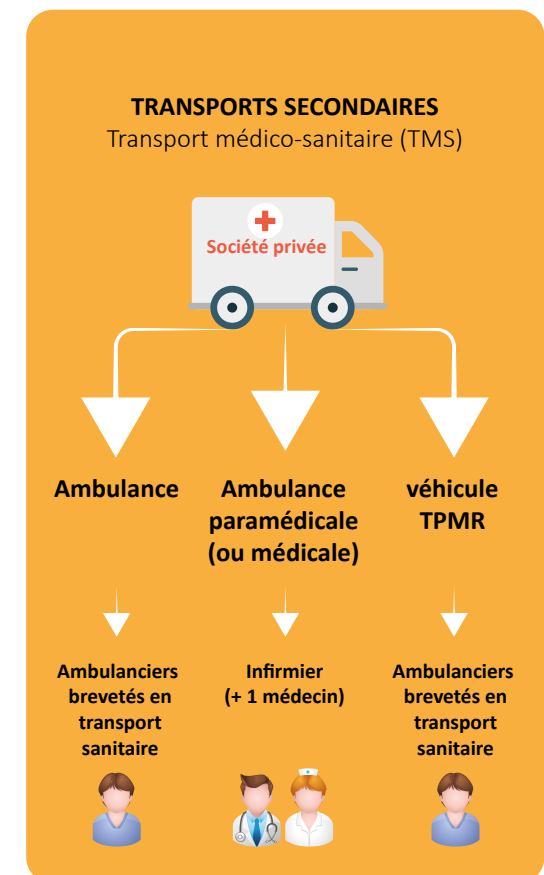 TRANSPORTS SECONDAIRES
Transport médico-sanitaire (TMS)
Société privée
Ambulance
Ambulance
paramédicale
(ou médicale)
véhicule
TPMR
Ambulanciers
brevetés en
transport
sanitaire
Infirmier
(+ 1 médecin)
Ambulanciers
brevetés en
transport
sanitaire